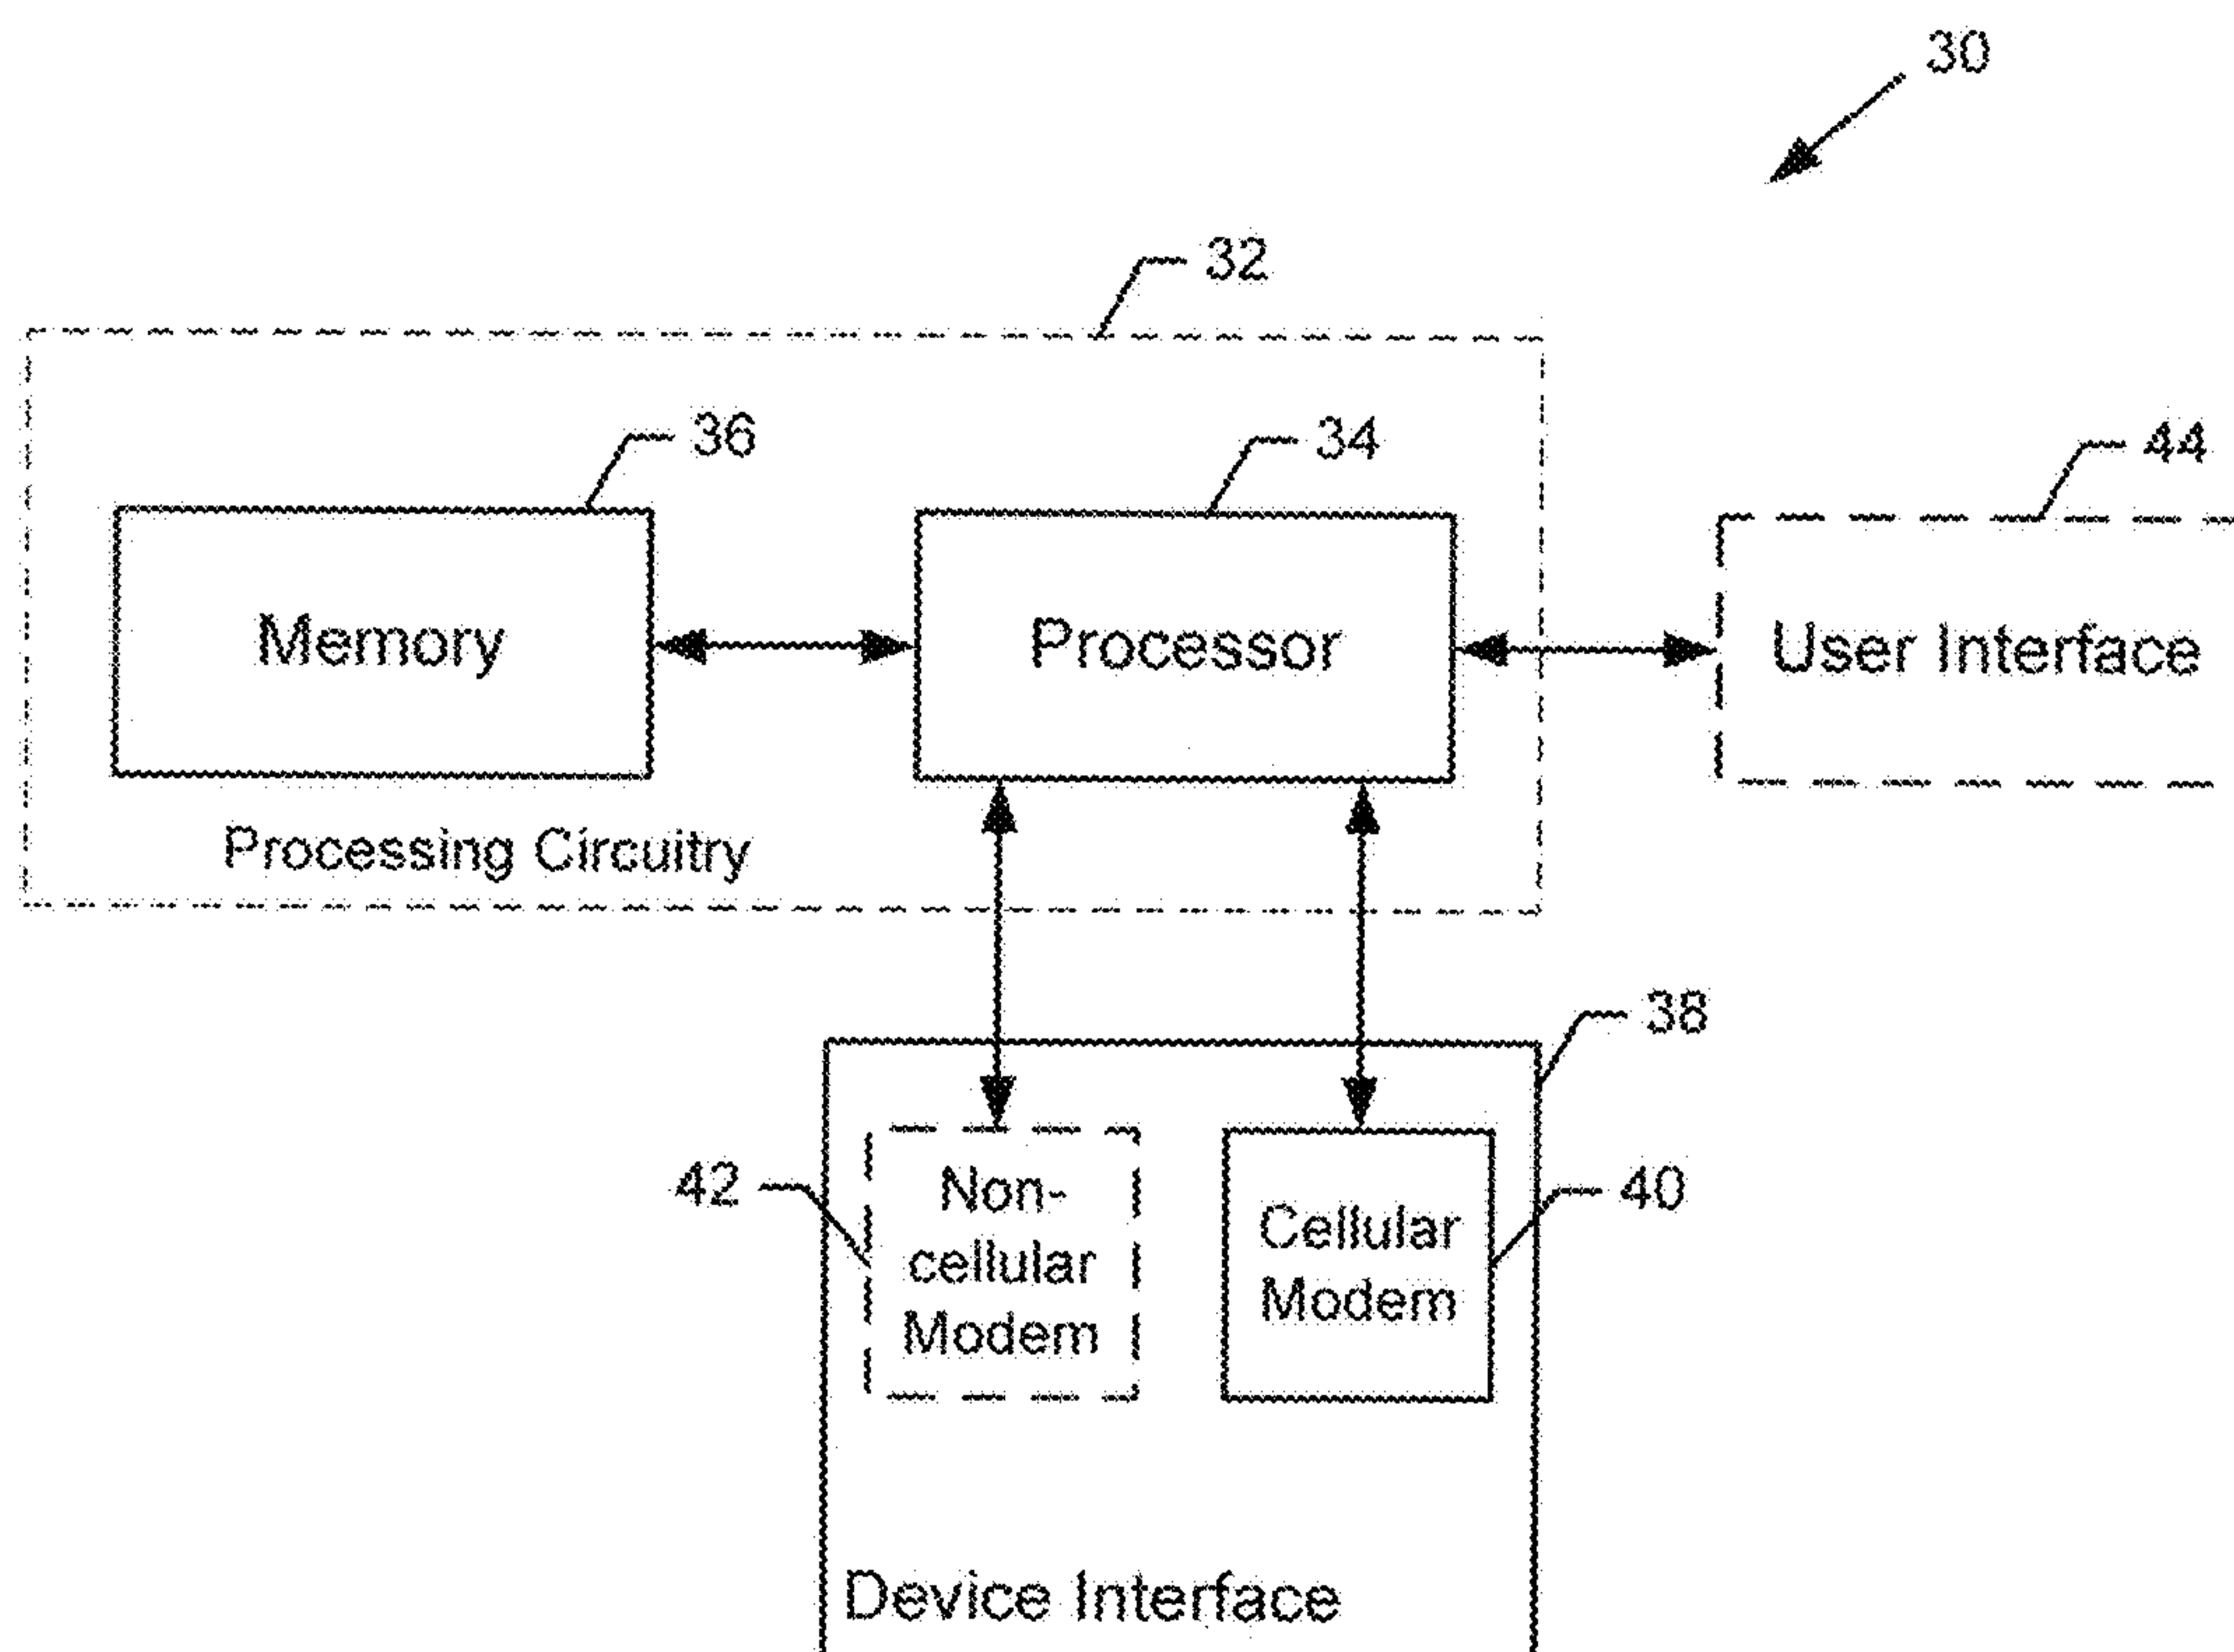 30
32
36
34
44
Memory
Processor
User Interface
Processing Circuitry
38
42
Non-
cellular
Modem
Cellular
Modem
40
Device Interface